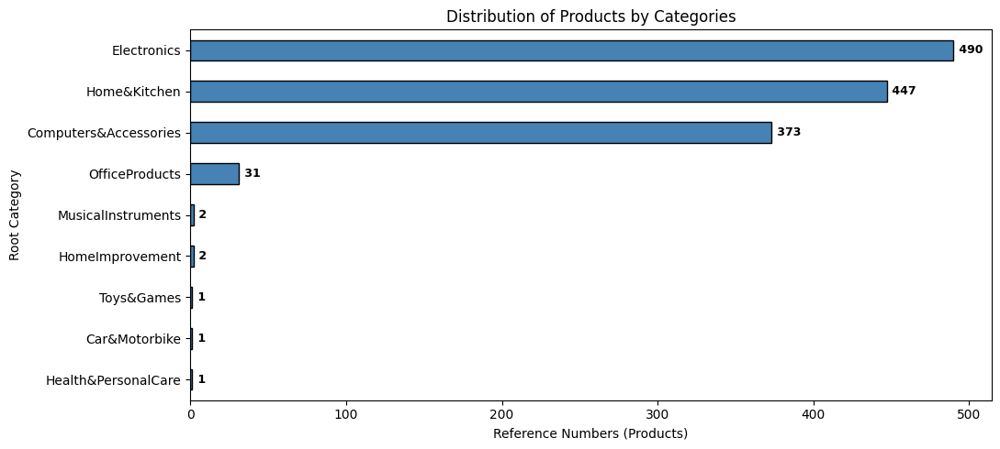 Distribution of Products by Categories
Root Category
Electronics 490
Home&Kitchen 447
Computers&Accessories 373
OfficeProducts 31
MusicalInstruments 2
HomeImprovement 2
Toys&Games 1
Car&Motorbike 1
Health&PersonalCare 1
0 100 200 300 400 500
Reference Numbers (Products)